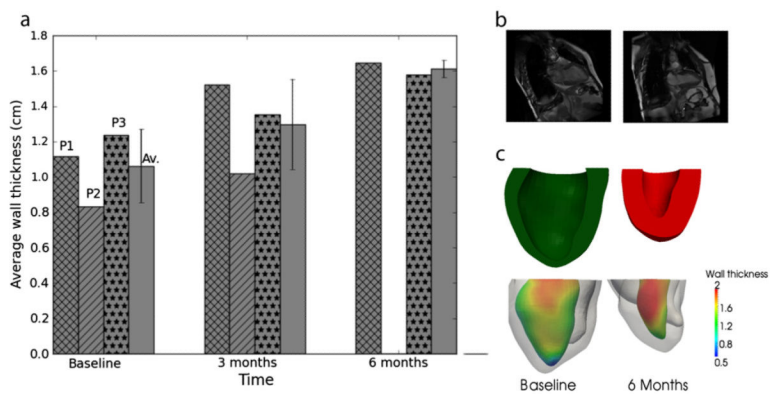 a
Average wall thickness (cm)
1.8
1.6
1.4
1.2
1.0
0.8
0.6
0.4
0.2
0.0
P1
P2
P3
Av.
Baseline
3 months
6 months
Time
b
c
Wall thickness
2
1.6
1.2
0.8
0.5
Baseline
6 Months